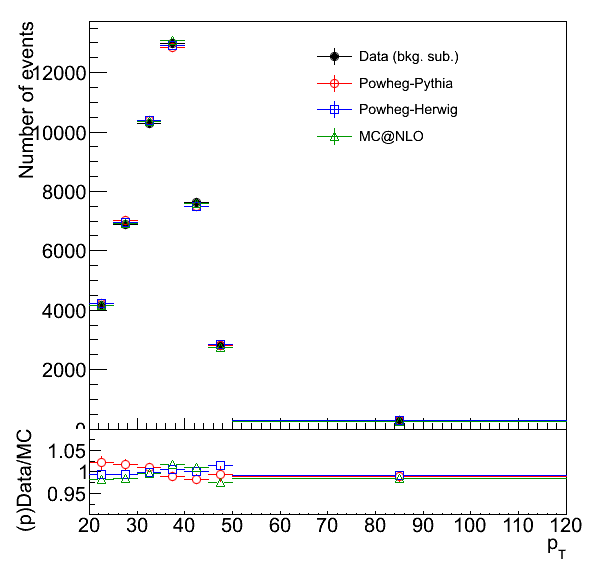 Number of events
12000
10000
8000
6000
4000
2000
0
Data (bkg. sub.)
Powheg-Pythia
Powheg-Herwig
MC@NLO
(p)Data/MC
1.05
1
0.95
20 30 40 50 60 70 80 90 100 110 120
pT